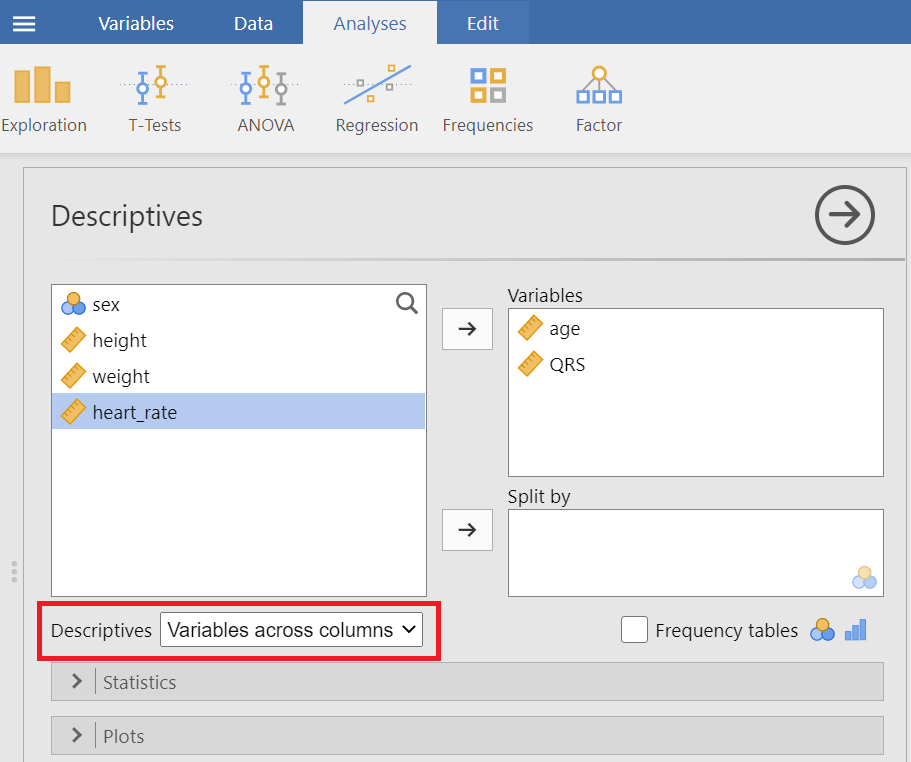 Variables Data Analyses Edit
Exploration T-Tests ANOVA Regression Frequencies Factor
Descriptives
sex
height
weight
heart_rate
Variables
age
QRS
Split by
Descriptives Variables across columns
Frequency tables
Statistics
Plots